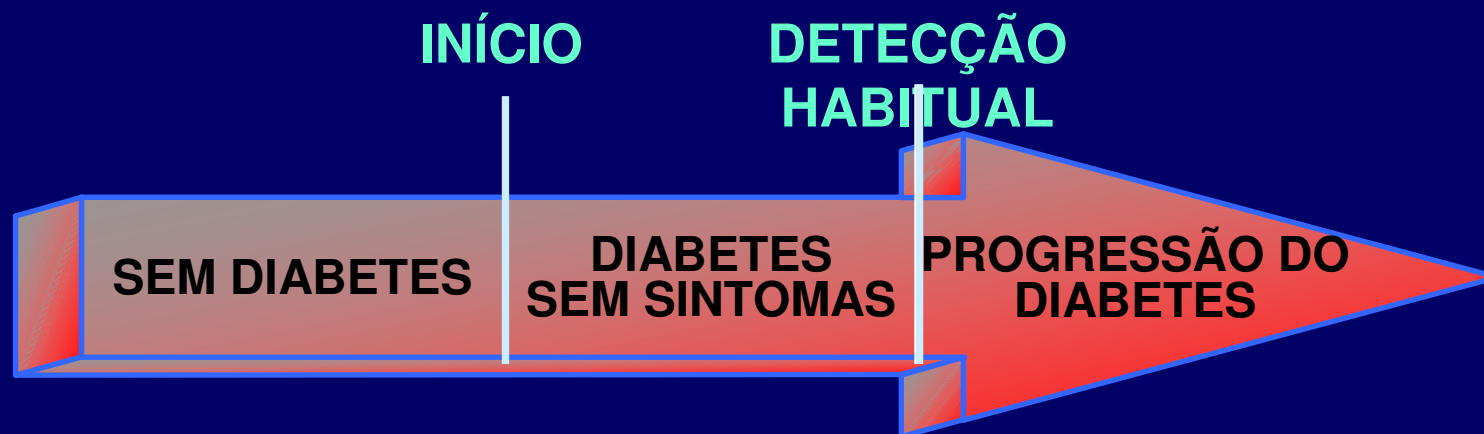 INÍCIO
DETECÇÃO
HABITUAL
SEM DIABETES
DIABETES
SEM SINTOMAS
PROGRESSÃO DO
DIABETES